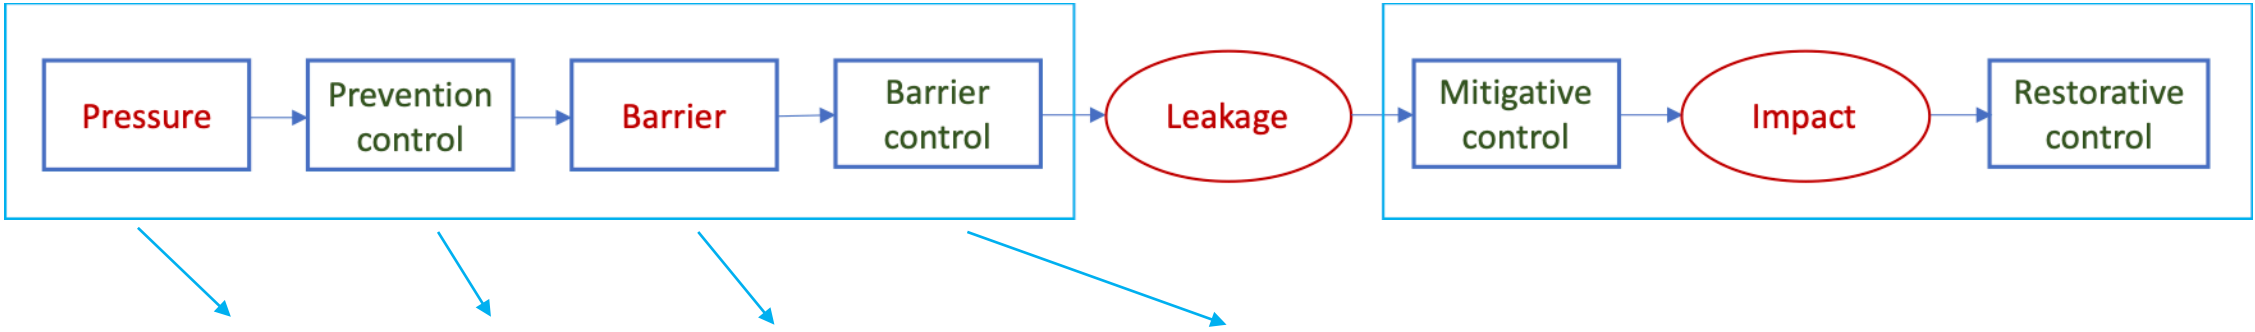 Pressure
Prevention
control
Barrier
Barrier
control
Leakage
Mitigative
control
Impact
Restorative
control